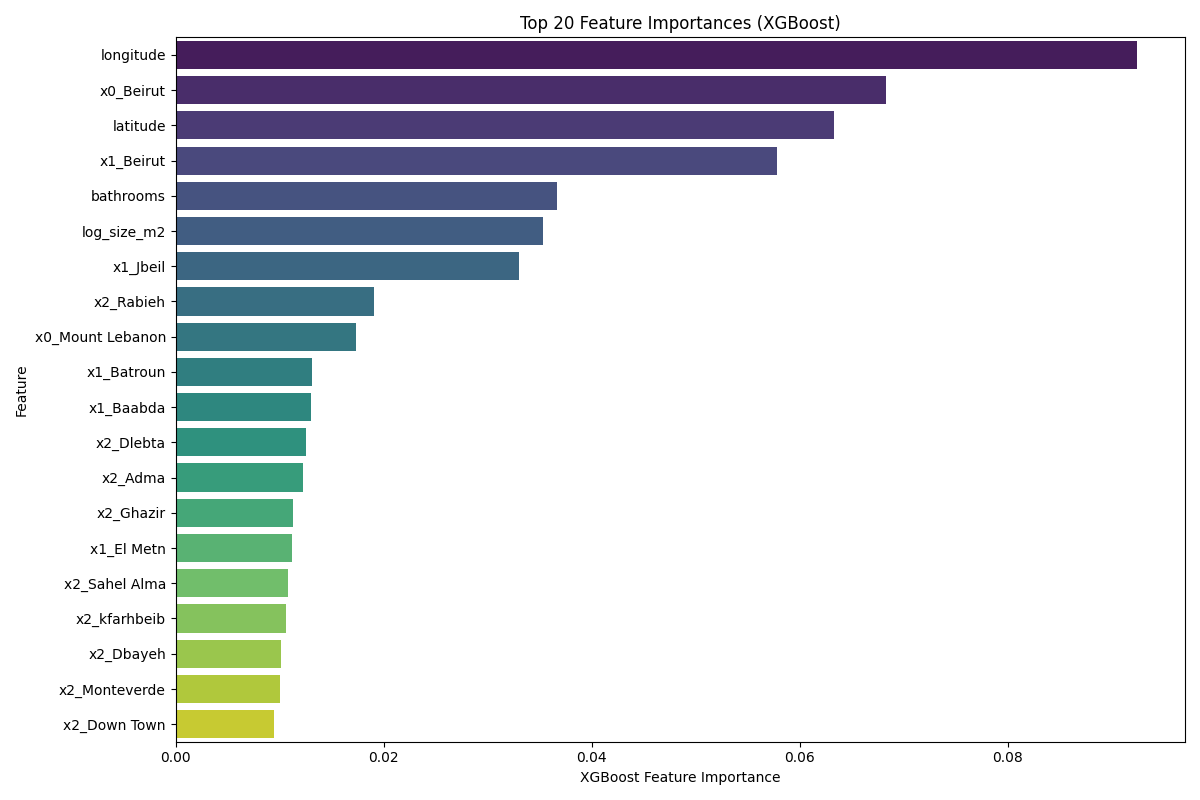 Top 20 Feature Importances (XGBoost)
longitude
x0_Beirut
latitude
x1_Beirut
bathrooms
log_size_m2
x1_Jbeil
x2_Rabieh
x0_Mount Lebanon
x1_Batroun
x1_Baabda
x2_Dlebta
x2_Adma
x2_Ghazir
x1_El Metn
x2_Sahel Alma
x2_kfarhbeib
x2_Dbayeh
x2_Monteverde
x2_Down Town
Feature
0.00 0.02 0.04 0.06 0.08
XGBoost Feature Importance